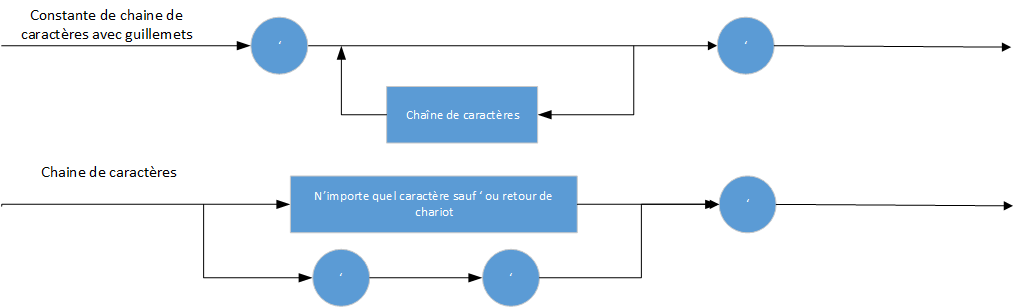 Constante de chaine de
caractères avec guillemets
‘
‘
Chaîne de caractères
Chaine de caractères
N’importe quel caractère sauf ‘ ou retour de
chariot
‘
‘
‘